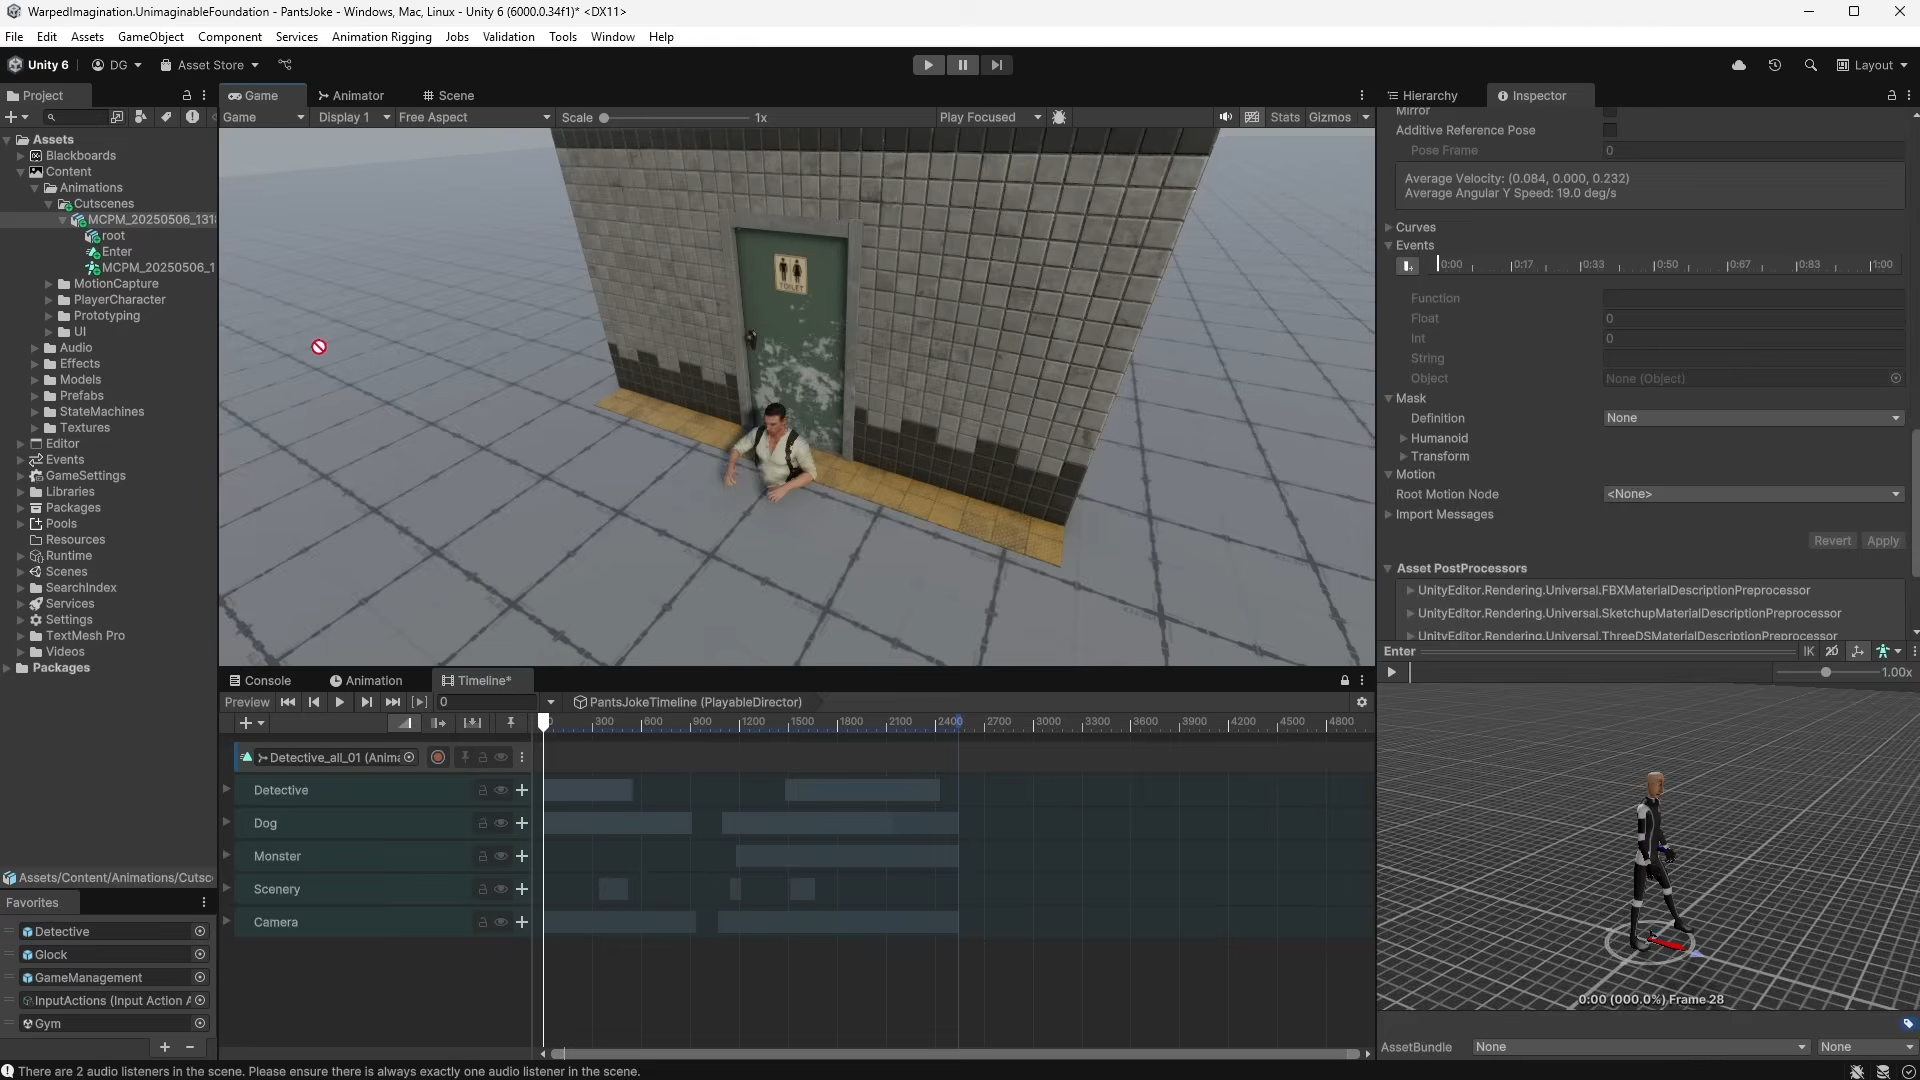 WarpedImagination.UnimaginableFoundation - PantsJoke - Windows, Mac, Linux - Unity 6 (6000.0.34f1)* <DX11>
File Edit Assets GameObject Component Services Animation Rigging Jobs Validation Tools Window Help
Unity 6 DG Asset Store Layout
Project
Assets
Blackboards
Content
Animations
Cutscenes
MCPM_20250506_131
root
Enter
MCPM_20250506_1
MotionCapture
PlayerCharacter
Prototyping
UI
Audio
Effects
Models
Prefabs
StateMachines
Textures
Editor
Events
GameSettings
Libraries
Packages
Pools
Resources
Runtime
Scenes
SearchIndex
Services
Settings
TextMesh Pro
Videos
Packages
Assets/Content/Animations/Cutsc
Favorites
Detective
Glock
GameManagement
InputActions (Input Action A
Gym
Game Animator Scene
Game Display 1 Free Aspect Scale 1x Play Focused Stats Gizmos
TOILET
Console Animation Timeline*
Preview 0 PantsJokeTimeline (PlayableDirector)
300 600 900 1200 1500 1800 2100 2400 2700 3000 3300 3600 3900 4200 4500 4800
Detective_all_01 (Anima
Detective
Dog
Monster
Scenery
Camera
Hierarchy Inspector
Mirror
Additive Reference Pose
Pose Frame 0
Average Velocity: (0.084, 0.000, 0.232)
Average Angular Y Speed: 19.0 deg/s
Curves
Events
0:00 0:17 0:33 0:50 0:67 0:83 1:00
Function
Float 0
Int 0
String
Object None (Object)
Mask
Definition None
Humanoid
Transform
Motion
Root Motion Node <None>
Import Messages
Revert Apply
Asset PostProcessors
UnityEditor.Rendering.Universal.FBXMaterialDescriptionPreprocessor
UnityEditor.Rendering.Universal.SketchupMaterialDescriptionPreprocessor
UnityEditor.Rendering.Universal.ThreeDSMaterialDescriptionPreprocessor
Enter IK 2D
1.00x
0:00 (000.0%) Frame 28
AssetBundle None None
There are 2 audio listeners in the scene. Please ensure there is always exactly one audio listener in the scene.